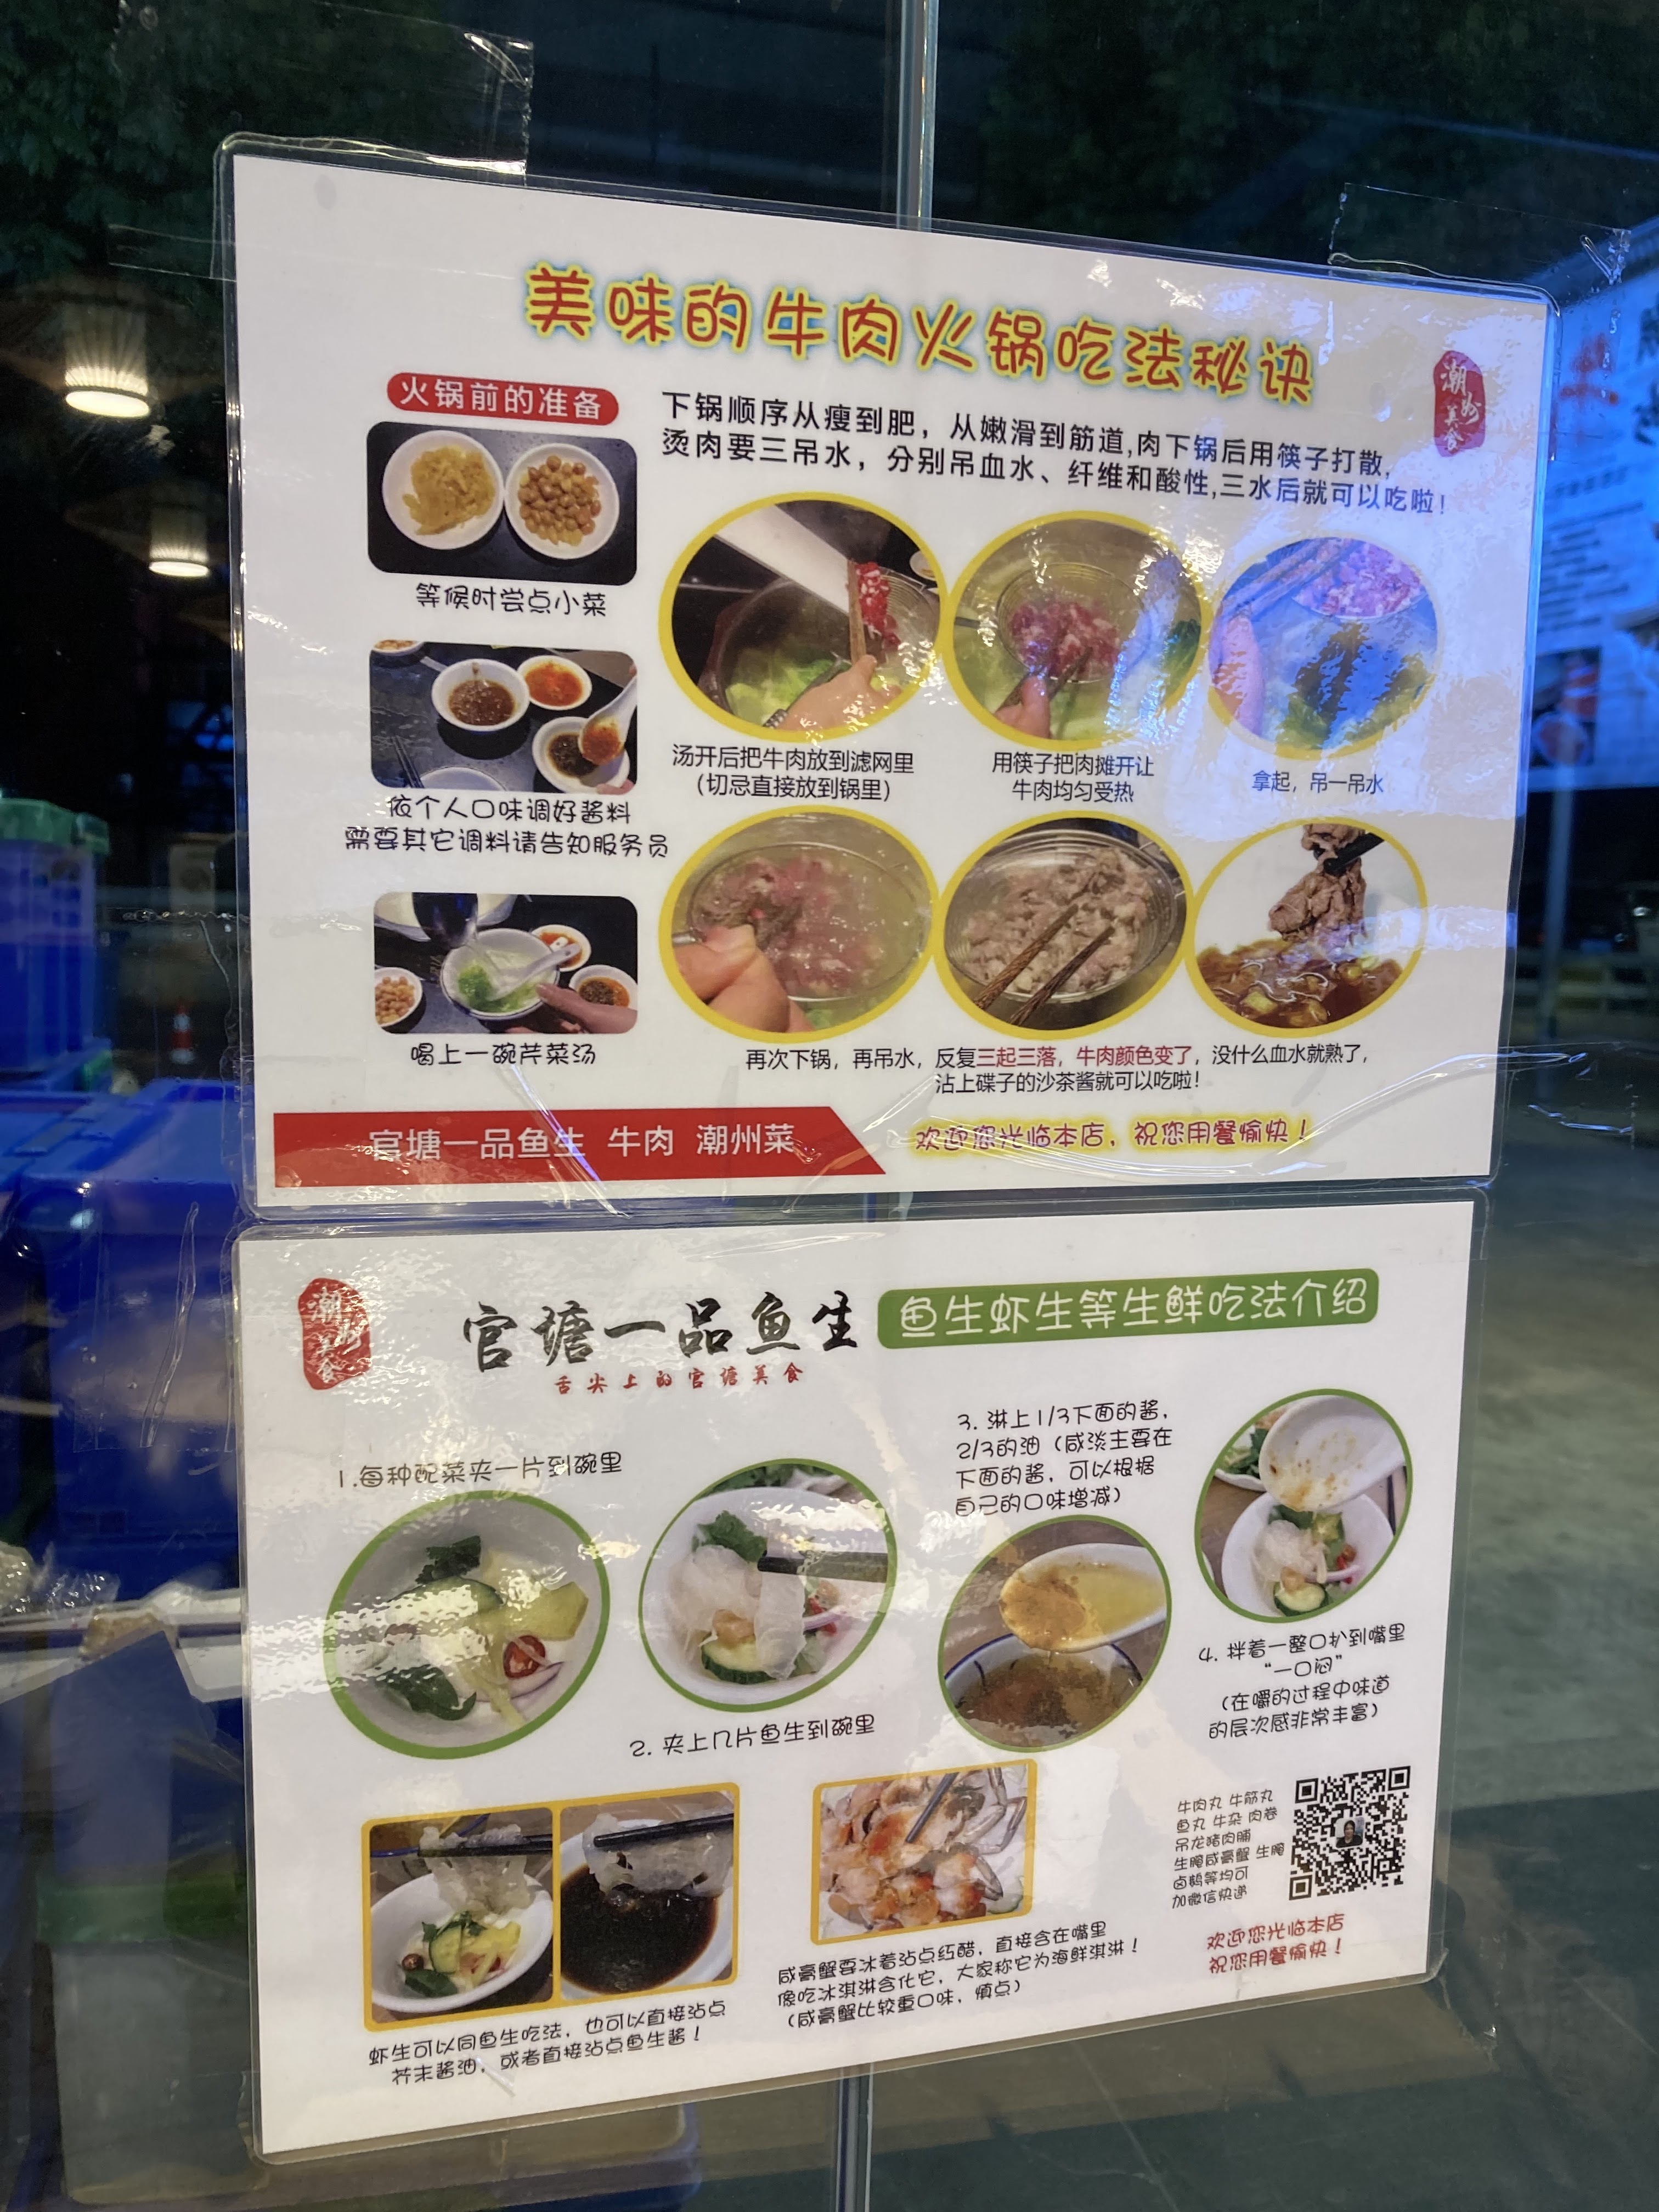 美味的牛肉火锅吃法秘诀
潮州美食
火锅前的准备
下锅顺序从瘦到肥，从嫩滑到筋道,肉下锅后用筷子打散,
烫肉要三吊水，分别吊血水、纤维和酸性,三水后就可以吃啦！
等候时尝点小菜
依个人口味调好酱料
需要其它调料请告知服务员
喝上一碗芹菜汤
汤开后把牛肉放到滤网里
（切忌直接放到锅里）
用筷子把肉摊开让
牛肉均匀受热
拿起，吊一吊水
再次下锅，再吊水，反复三起三落，牛肉颜色变了，没什么血水就熟了，
沾上碟子的沙茶酱就可以吃啦！
官塘一品鱼生 牛肉 潮州菜
欢迎您光临本店，祝您用餐愉快！
潮州美食
官塘一品鱼生
舌尖上的官塘美食
鱼生虾生等生鲜吃法介绍
1.每种配菜夹一片到碗里
2. 夹上几片鱼生到碗里
3. 淋上1/3下面的酱，
2/3的油（咸淡主要在
下面的酱，可以根据
自己的口味增减）
4. 拌着一整口扒到嘴里
“一口闷”
（在嚼的过程中味道
的层次感非常丰富）
虾生可以同鱼生吃法，也可以直接沾点
芥末酱油，或者直接沾点鱼生酱！
咸膏蟹要冰着沾点红醋，直接含在嘴里
像吃冰淇淋含化它，大家称它为海鲜淇淋！
（咸膏蟹比较重口味，慎点）
牛肉丸 牛筋丸
鱼丸 牛杂 肉卷
吊龙猪肉脯
生腌咸膏蟹 生腌
卤鹅等均可
加微信快递
欢迎您光临本店
祝您用餐愉快！